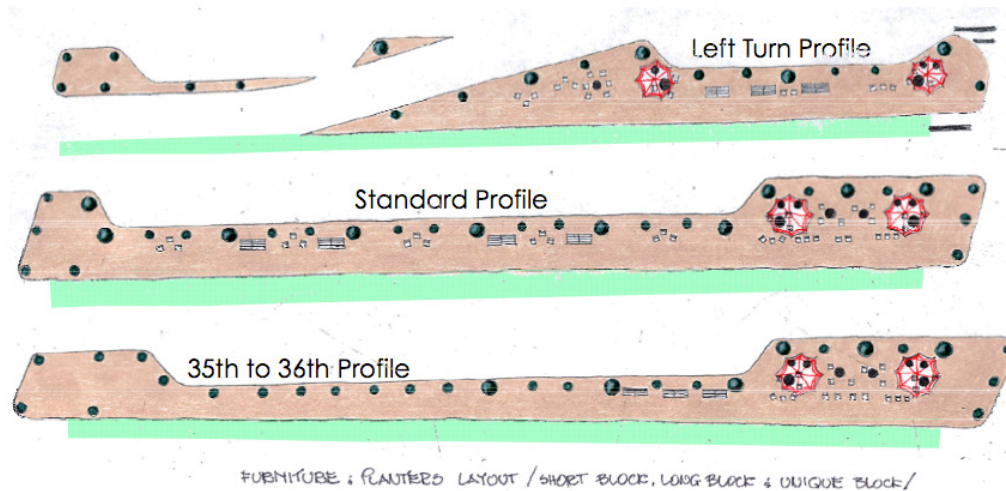 Left Turn Profile
Standard Profile
35th to 36th Profile
FURNITURE & PLANTERS LAYOUT / SHORT BLOCK, LONG BLOCK & UNIQUE BLOCK /